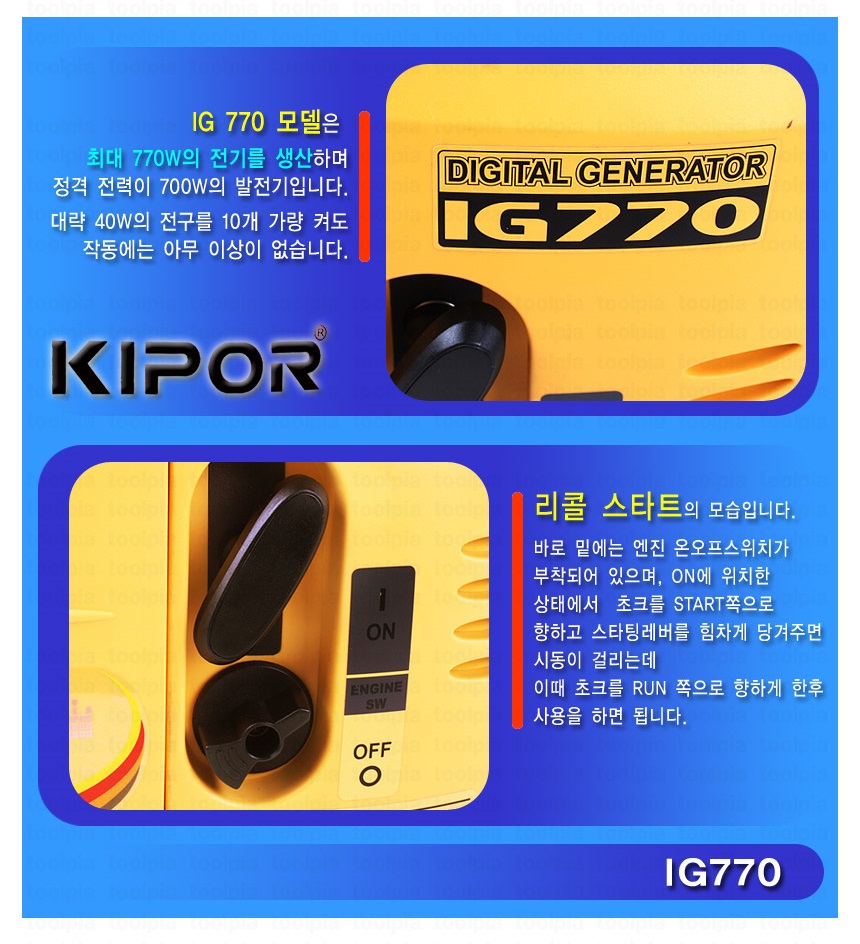 IG 770 모델은
최대 770W의 전기를 생산하며
정격 전력이 700W의 발전기입니다.
대략 40W의 전구를 10개 가량 켜도
작동에는 아무 이상이 없습니다.
DIGITAL GENERATOR
IG770
KIPOR®
리콜 스타트의 모습입니다.
바로 밑에는 엔진 온오프스위치가
부착되어 있으며, ON에 위치한
상태에서 초크를 START쪽으로
향하고 스타팅레버를 힘차게 당겨주면
시동이 걸리는데
이때 초크를 RUN 쪽으로 향하게 한후
사용을 하면 됩니다.
I
ON
ENGINE
SW
OFF
O
IG770
toolpia